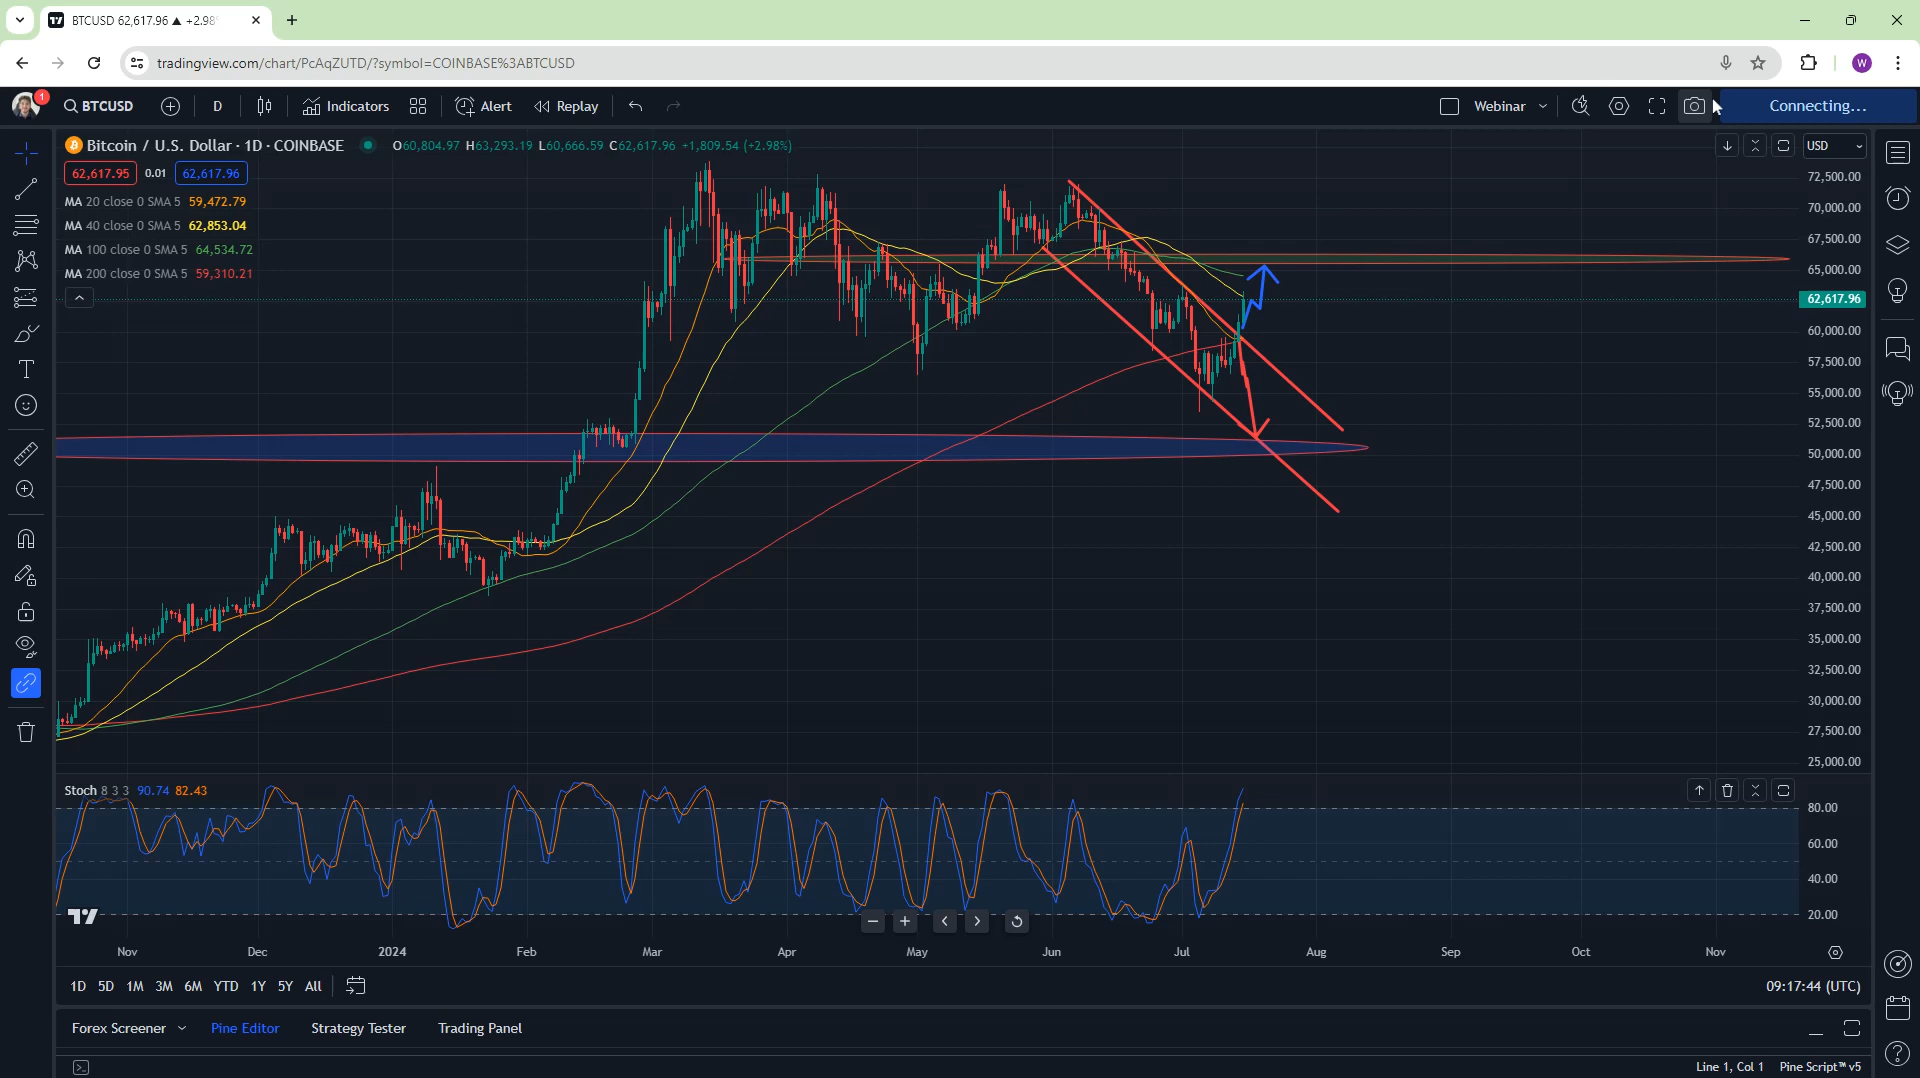 BTCUSD 62,617.96 ▲ +2.98
tradingview.com/chart/PcAqZUTD/?symbol=COINBASE%3ABTCUSD
W
1
BTCUSD
D
Indicators
Alert
Replay
Webinar
Connecting...
Bitcoin / U.S. Dollar · 1D · COINBASE
O60,804.97 H63,293.19 L60,666.59 C62,617.96 +1,809.54 (+2.98%)
USD
62,617.95 0.01 62,617.96
MA 20 close 0 SMA 5 59,472.79
MA 40 close 0 SMA 5 62,853.04
MA 100 close 0 SMA 5 64,534.72
MA 200 close 0 SMA 5 59,310.21
72,500.00
70,000.00
67,500.00
65,000.00
62,617.96
60,000.00
57,500.00
55,000.00
52,500.00
50,000.00
47,500.00
45,000.00
42,500.00
40,000.00
37,500.00
35,000.00
32,500.00
30,000.00
27,500.00
25,000.00
Stoch 8 3 3 90.74 82.43
80.00
60.00
40.00
20.00
Nov Dec 2024 Feb Mar Apr May Jun Jul Aug Sep Oct Nov
1D 5D 1M 3M 6M YTD 1Y 5Y All
09:17:44 (UTC)
Forex Screener Pine Editor Strategy Tester Trading Panel
Line 1, Col 1 Pine Script™ v5